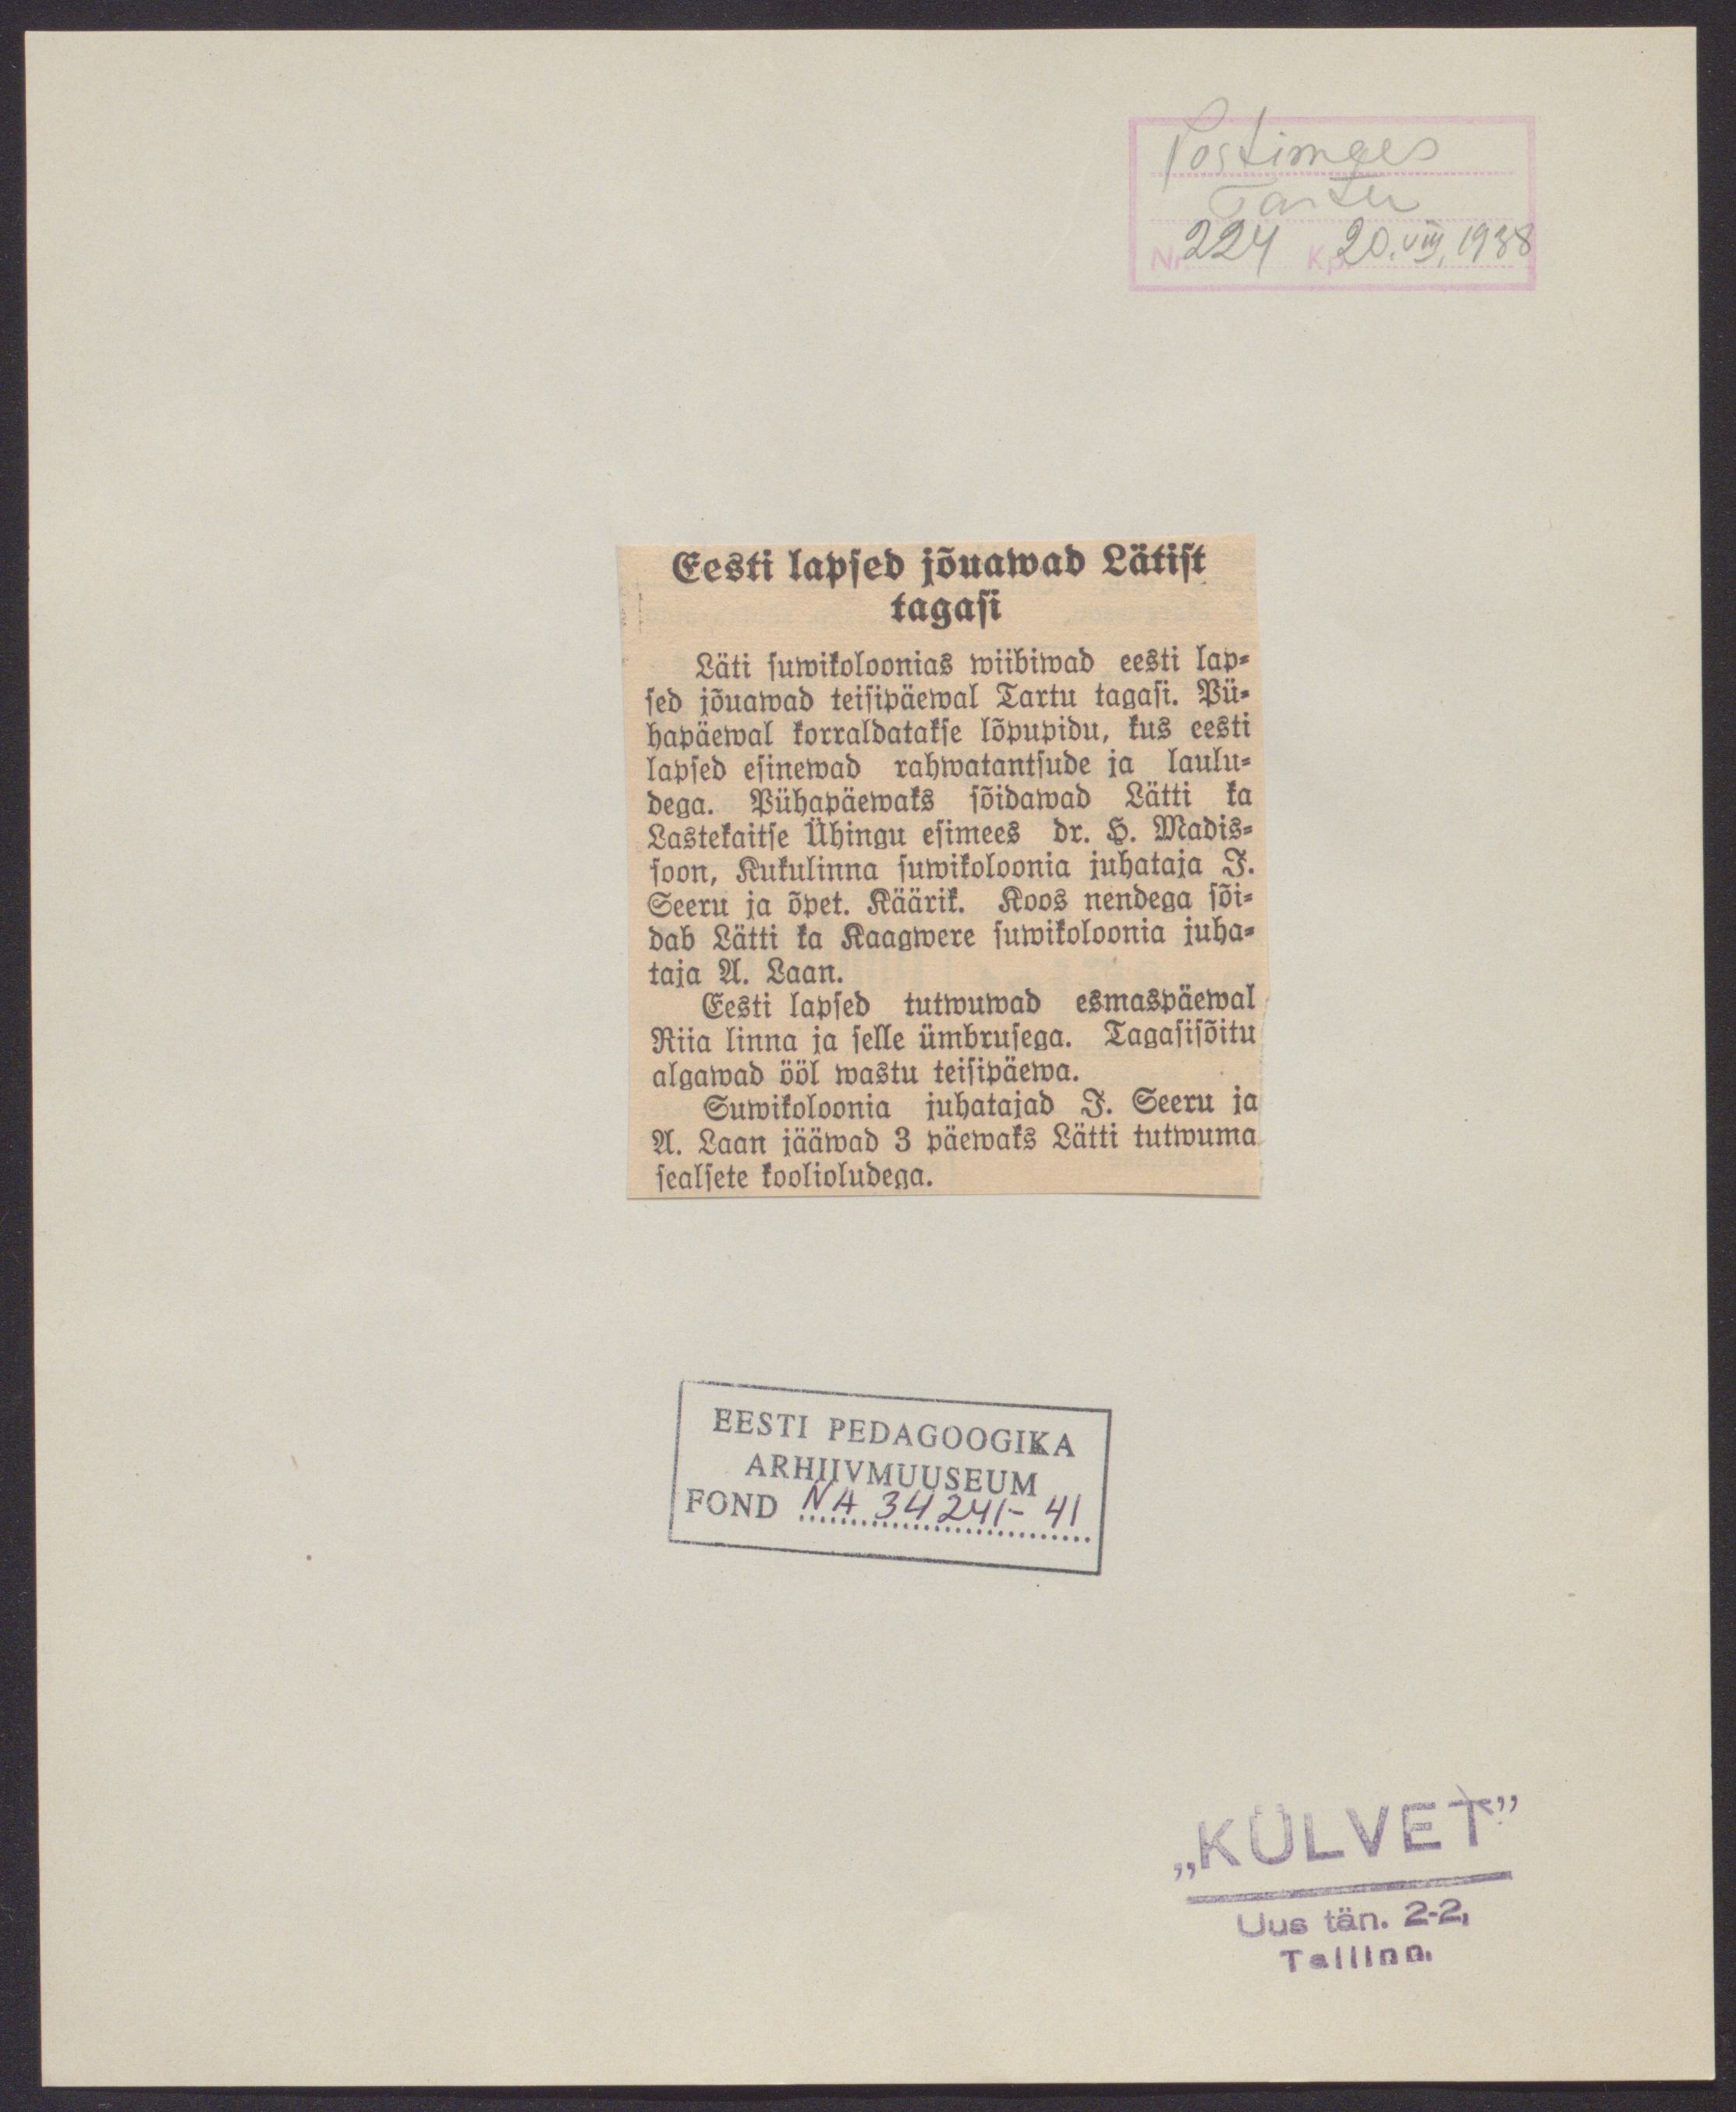 Postimees
Tartu
Nr. 224 Kp. 20. VIII. 1938
Eesti lapsed jõuawad Lätist
tagasi
Läti suwikoloonias wiibiwad eesti lap-
sed jõuawad teisipäewal Tartu tagasi. Pü-
hapäewal korraldatakse lõpupidu, kus eesti
lapsed esinewad rahwatantsude ja laulu-
dega. Pühapäewaks sõidawad Lätti ka
Lastekaitse Ühingu esimees dr. H. Madis-
soon, Kukulinna suwikoloonia juhataja J.
Seeru ja õpet. Käärik. Koos nendega sõi-
dab Lätti ka Kaagwere suwikoloonia juha-
taja A. Laan.
Eesti lapsed tutwuwad esmaspäewal
Riia linna ja selle ümbrusega. Tagasisõitu
algawad ööl wastu teisipäewa.
Suwikoloonia juhatajad J. Seeru ja
A. Laan jääwad 3 päewaks Lätti tutwuma
sealsete koolioludega.
EESTI PEDAGOOGIKA
ARHIIVMUUSEUM
FOND NA 34241-41
„KÜLVET”
Uus tän. 2-2,
Tallinn.